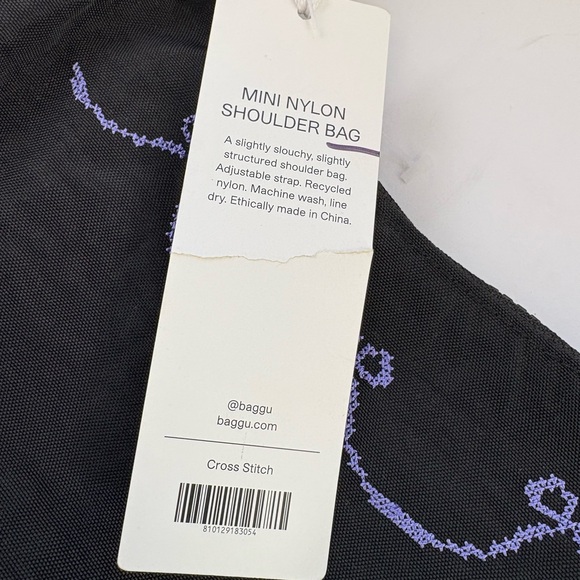 MINI NYLON
SHOULDER BAG
A slightly slouchy, slightly
structured shoulder bag.
Adjustable strap. Recycled
nylon. Machine wash, line
dry. Ethically made in China.
@baggu
baggu.com
Cross Stitch
810129183054